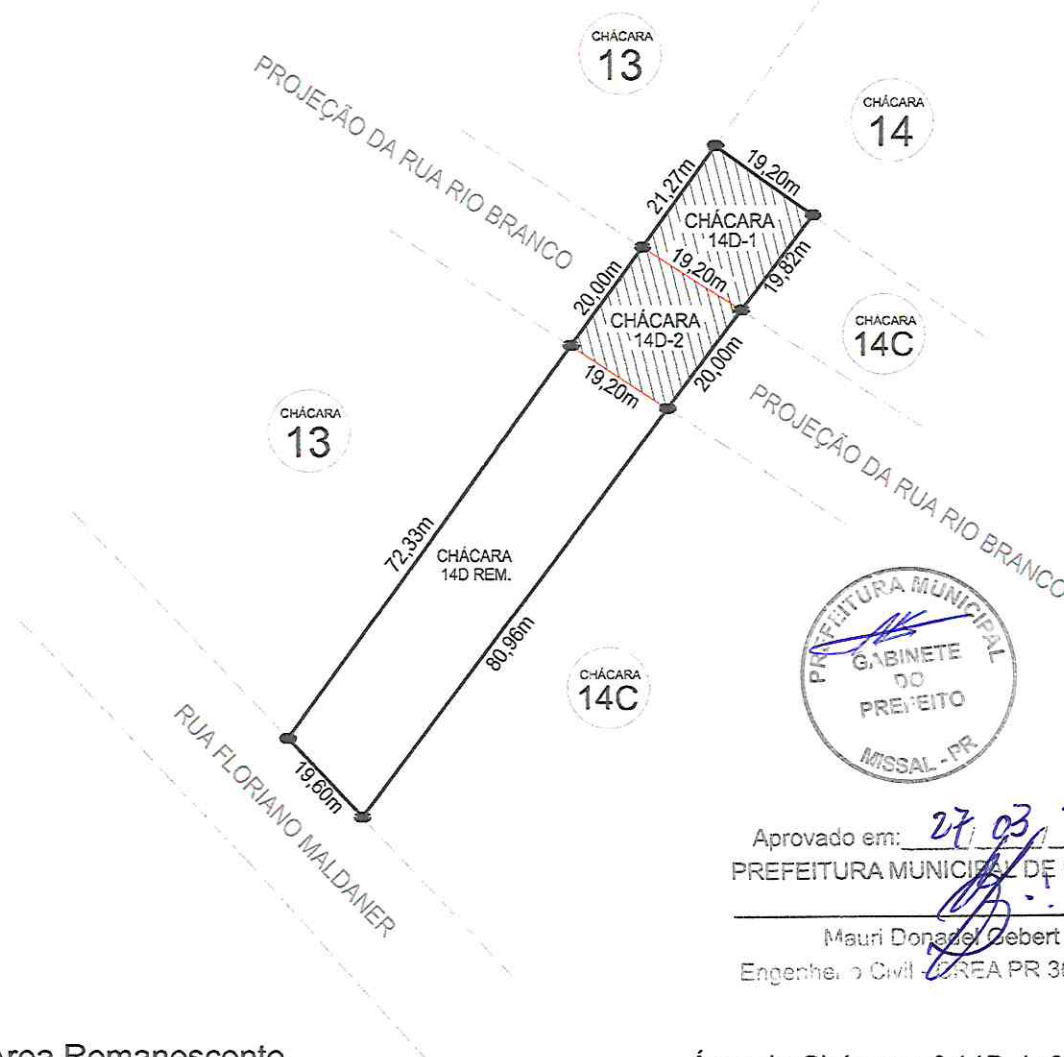 CHÁCARA
13
CHÁCARA
14
PROJEÇÃO DA RUA RIO BRANCO
19,20m
21,27m
CHÁCARA
14D-1
19,20m
19,82m
20,00m
CHÁCARA
14D-2
CHÁCARA
14C
20,00m
19,20m
CHÁCARA
13
PROJEÇÃO DA RUA RIO BRANCO
72,33m
CHÁCARA
14D REM.
80,96m
CHÁCARA
14C
PREFEITURA MUNICIPAL
GABINETE
DO
PREFEITO
MISSAL - PR
RUA FLORIANO MALDANER
19,60m
Aprovado em: 27/03/
PREFEITURA MUNICIPAL DE
Mauri Donadel Gebert
Engenheiro Civil - CREA PR